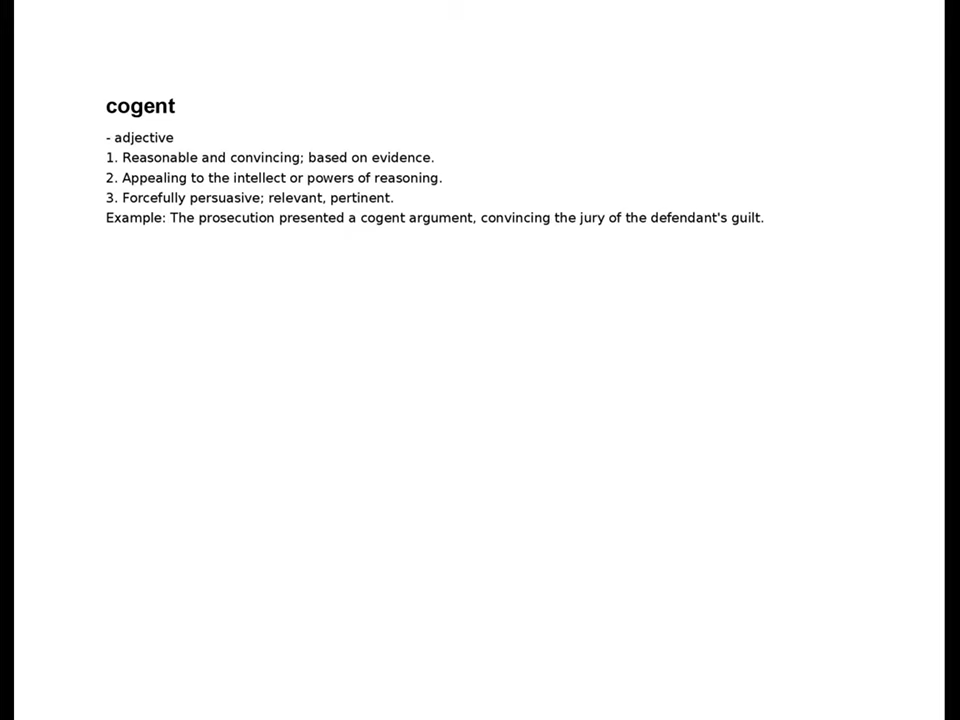 cogent
- adjective
1. Reasonable and convincing; based on evidence.
2. Appealing to the intellect or powers of reasoning.
3. Forcefully persuasive; relevant, pertinent.
Example: The prosecution presented a cogent argument, convincing the jury of the defendant's guilt.